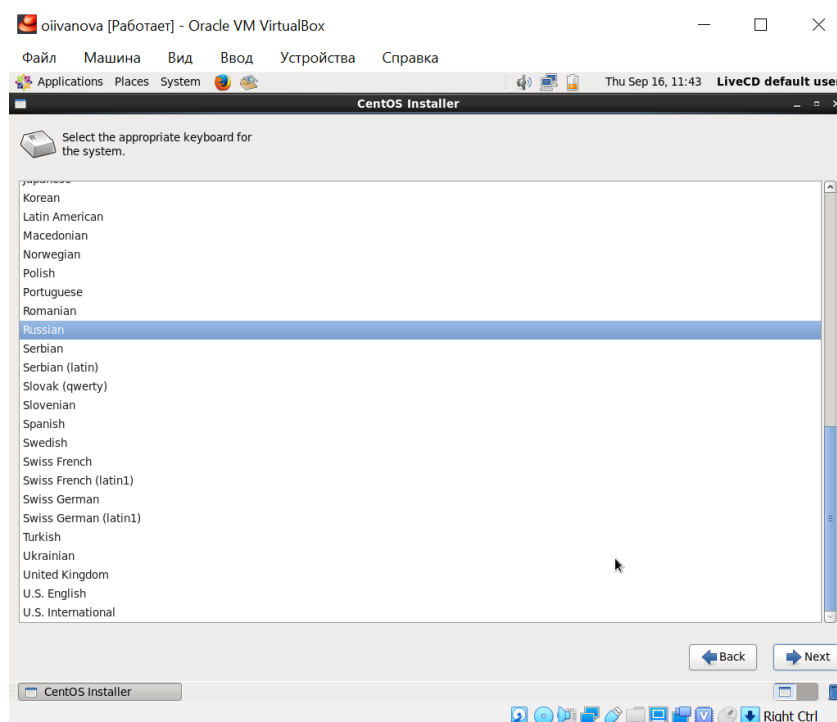 oiivanova [Работает] - Oracle VM VirtualBox
Файл Машина Вид Ввод Устройства Справка
Applications Places System Thu Sep 16, 11:43 LiveCD default use
CentOS Installer
Select the appropriate keyboard for
the system.
Japanese
Korean
Latin American
Macedonian
Norwegian
Polish
Portuguese
Romanian
Russian
Serbian
Serbian (latin)
Slovak (qwerty)
Slovenian
Spanish
Swedish
Swiss French
Swiss French (latin1)
Swiss German
Swiss German (latin1)
Turkish
Ukrainian
United Kingdom
U.S. English
U.S. International
Back Next
CentOS Installer
Right Ctrl